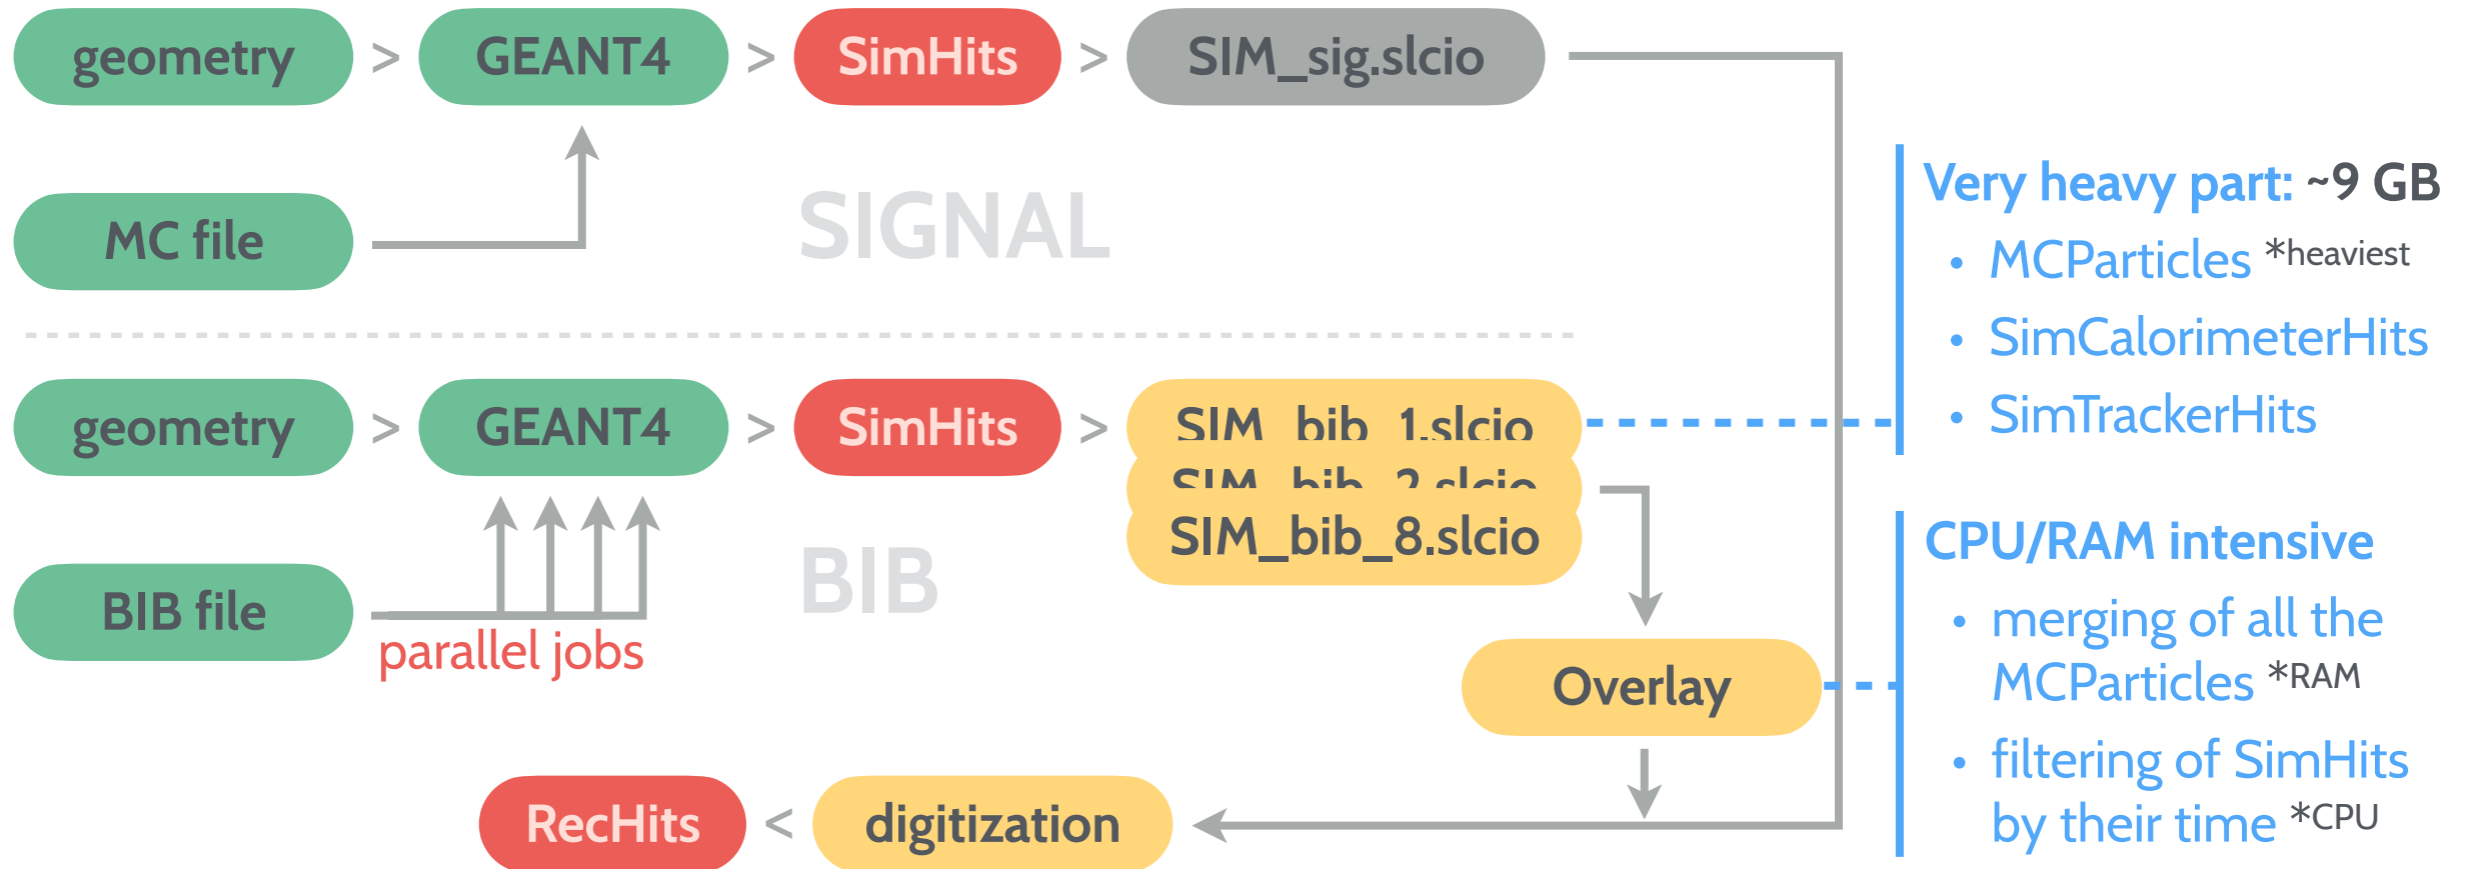 geometry > GEANT4 > SimHits > SIM_sig.slcio
MC file
SIGNAL
Very heavy part: ~9 GB
• MCParticles *heaviest
• SimCalorimeterHits
• SimTrackerHits
geometry > GEANT4 > SimHits > SIM_bib_1.slcio
SIM_bib_2.slcio
SIM_bib_8.slcio
BIB file
parallel jobs
BIB
Overlay
CPU/RAM intensive
• merging of all the
MCParticles *RAM
• filtering of SimHits
by their time *CPU
RecHits < digitization